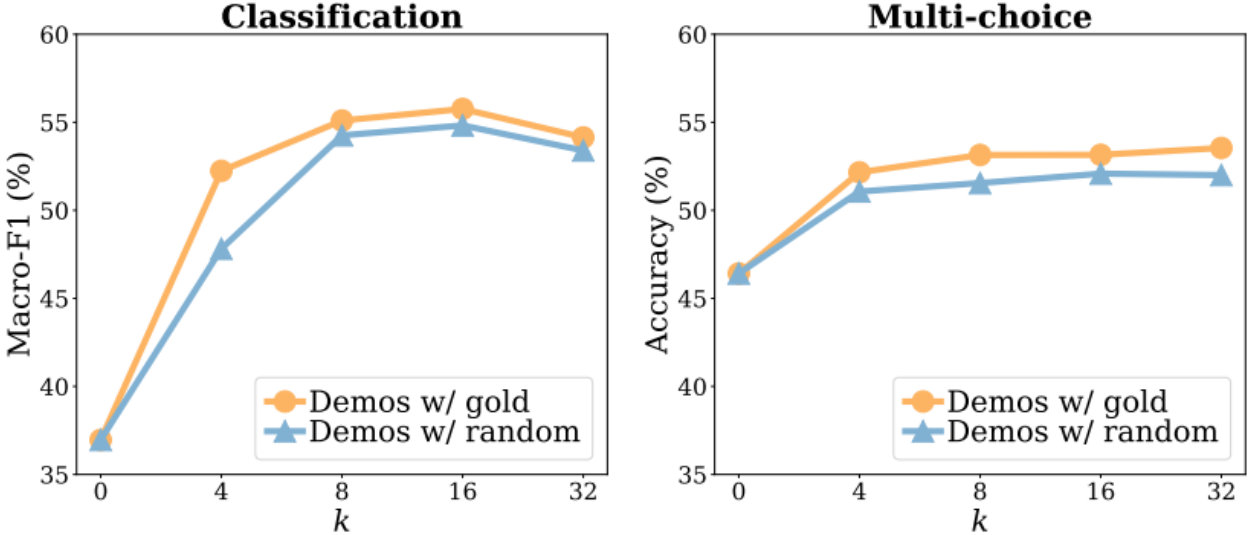 Classification
Macro-F1 (%)
60
55
50
45
40
35
0 4 8 16 32
k
Demos w/ gold
Demos w/ random
Multi-choice
Accuracy (%)
60
55
50
45
40
35
0 4 8 16 32
k
Demos w/ gold
Demos w/ random